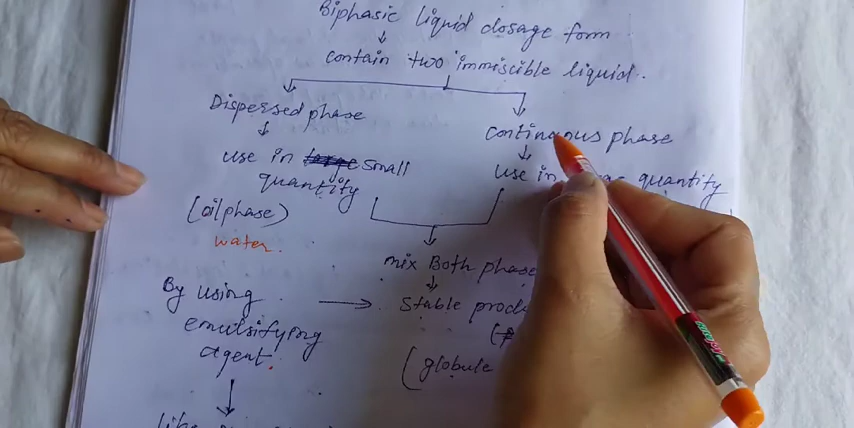 Biphasic liquid dosage form
contain two immiscible liquid.
Dispersed phase
continuous phase
use in small
quantity
use in quantity
(oil phase)
water.
mix Both phase
By using
emulsifying
agent.
Stable
(globule